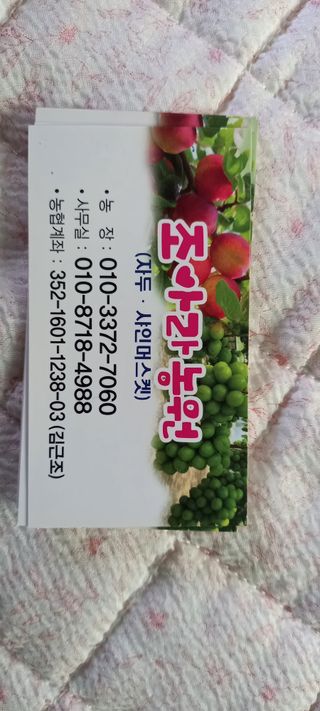 조아라농원
(자두 · 샤인머스켓)
• 농 장 : 010-3372-7060
• 사무실 : 010-8718-4988
• 농협계좌 : 352-1601-1238-03 (김근조)